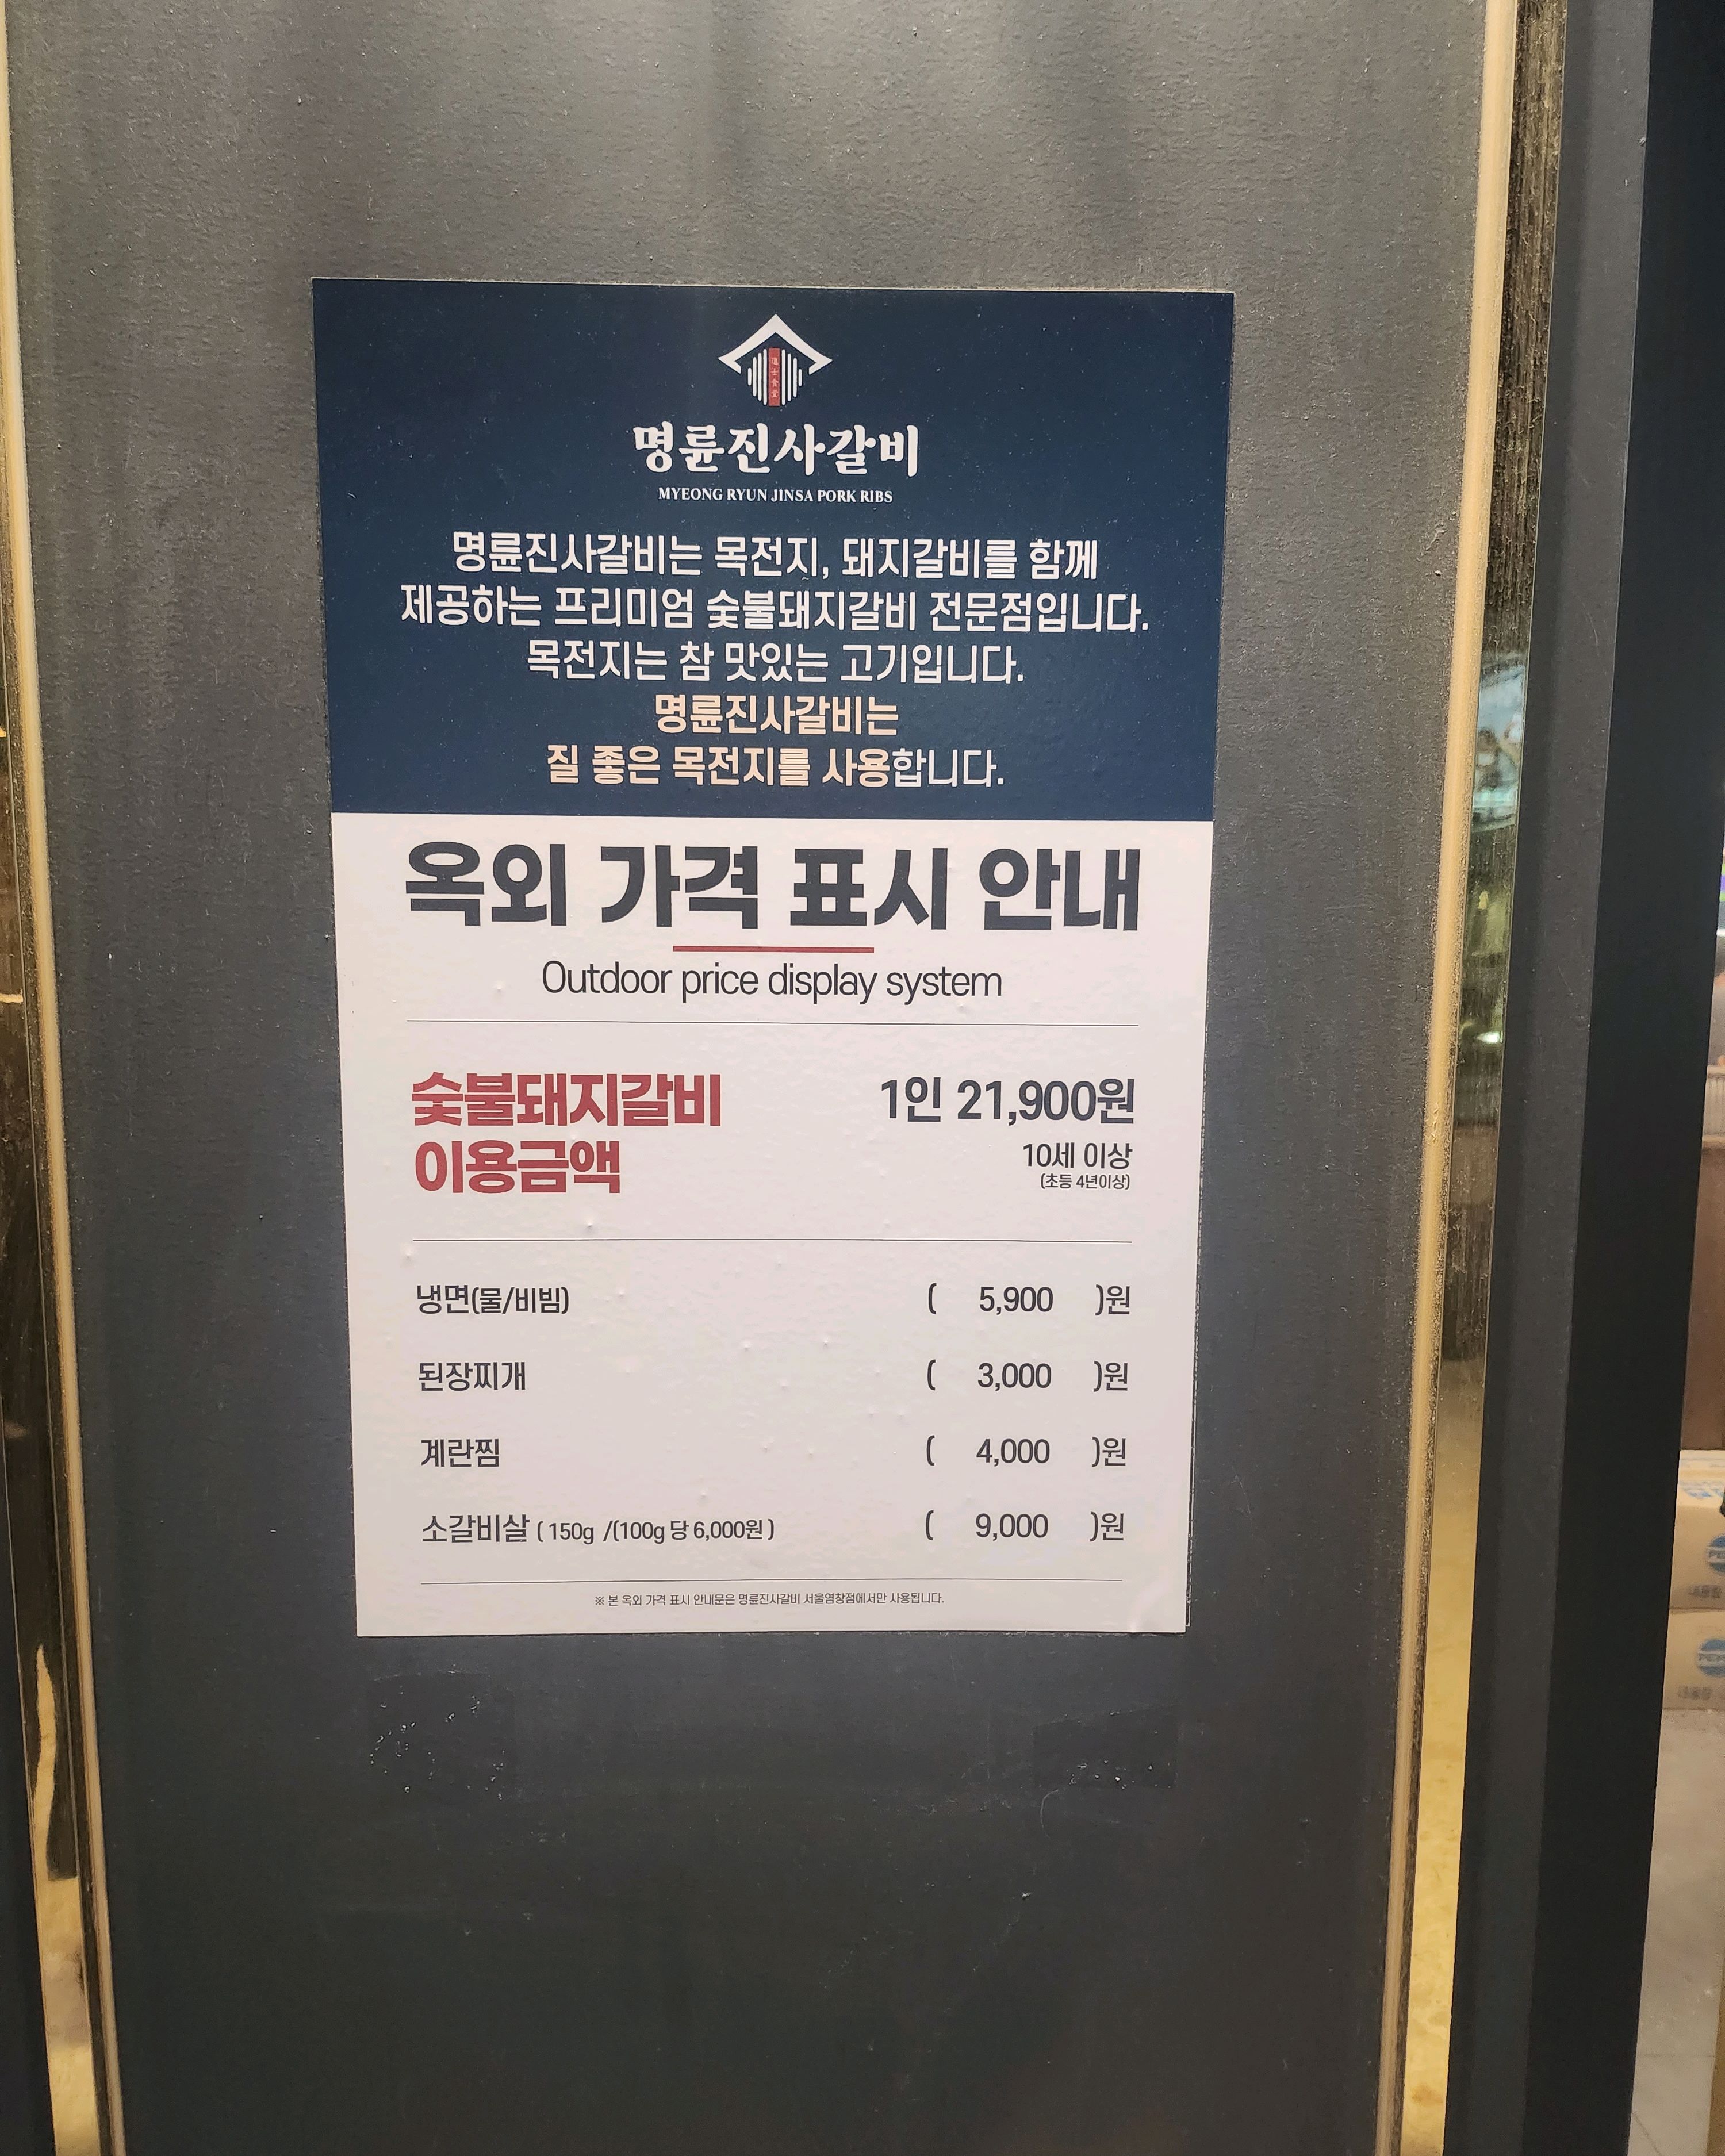 進士食堂
명륜진사갈비
MYEONG RYUN JINSA PORK RIBS
명륜진사갈비는 목전지, 돼지갈비를 함께
제공하는 프리미엄 숯불돼지갈비 전문점입니다.
목전지는 참 맛있는 고기입니다.
명륜진사갈비는
질 좋은 목전지를 사용합니다.
옥외 가격 표시 안내
Outdoor price display system
숯불돼지갈비
이용금액
1인 21,900원
10세 이상
(초등 4년이상)
냉면(물/비빔) ( 5,900 )원
된장찌개 ( 3,000 )원
계란찜 ( 4,000 )원
소갈비살 ( 150g /(100g 당 6,000원 ) ( 9,000 )원
※ 본 옥외 가격 표시 안내문은 명륜진사갈비 서울염창점에서만 사용됩니다.